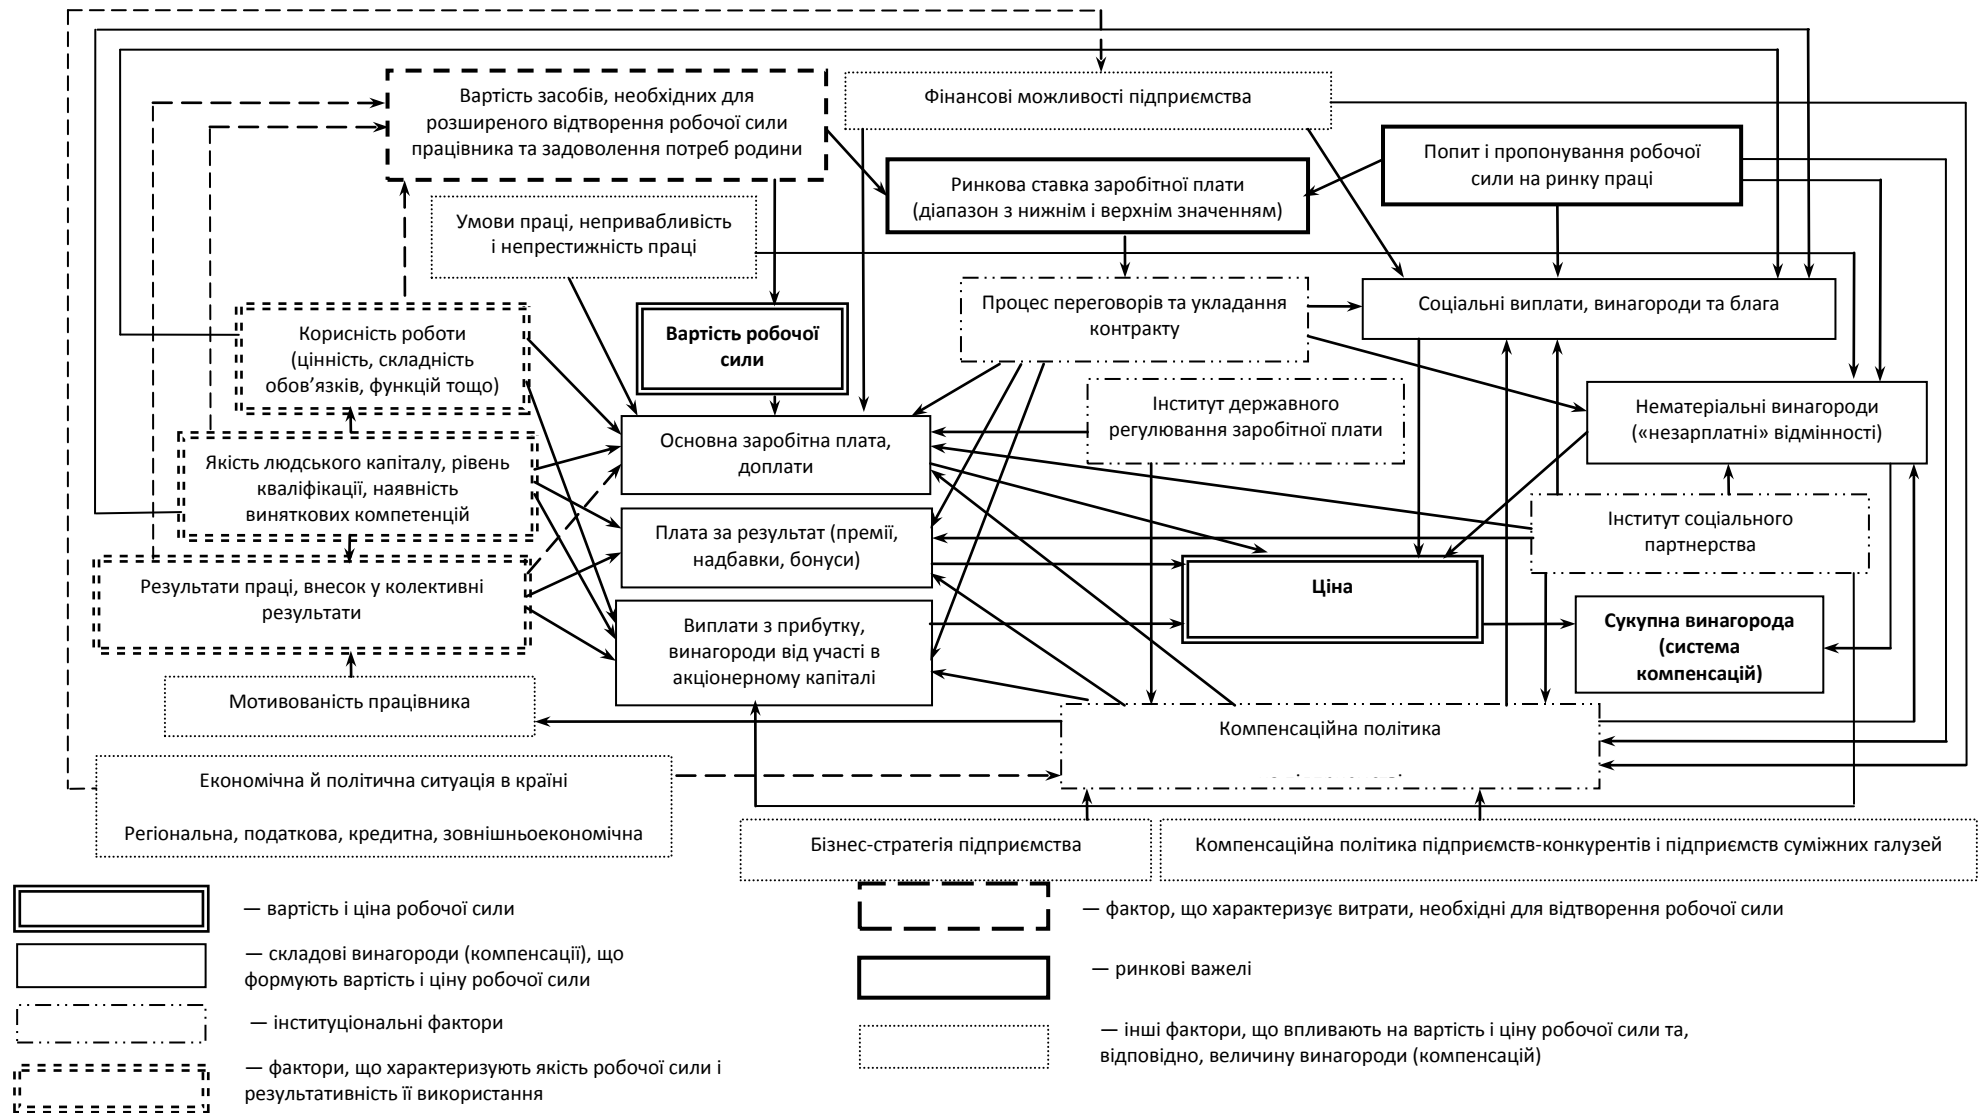 Вартість засобів, необхідних для
розширеного відтворення робочої сили
працівника та задоволення потреб родини
Фінансові можливості підприємства
Попит і пропонування робочої
сили на ринку праці
Ринкова ставка заробітної плати
(діапазон з нижнім і верхнім значенням)
Умови праці, непривабливість
і непрестижність праці
Процес переговорів та укладання
контракту
Соціальні виплати, винагороди та блага
Корисність роботи
(цінність, складність
обов’язків, функцій тощо)
Вартість робочої
сили
Інститут державного
регулювання заробітної плати
Нематеріальні винагороди
(«незарплатні» відмінності)
Основна заробітна плата,
доплати
Якість людського капіталу, рівень
кваліфікації, наявність
виняткових компетенцій
Плата за результат (премії,
надбавки, бонуси)
Інститут соціального
партнерства
Результати праці, внесок у колективні
результати
Ціна
Виплати з прибутку,
винагороди від участі в
акціонерному капіталі
Сукупна винагорода
(система
компенсацій)
Мотивованість працівника
Компенсаційна політика
Економічна й політична ситуація в країні
Регіональна, податкова, кредитна, зовнішньоекономічна
Бізнес-стратегія підприємства
Компенсаційна політика підприємств-конкурентів і підприємств суміжних галузей
— вартість і ціна робочої сили
— складові винагороди (компенсації), що
формують вартість і ціну робочої сили
— інституціональні фактори
— фактори, що характеризують якість робочої сили і
результативність її використання
— фактор, що характеризує витрати, необхідні для відтворення робочої сили
— ринкові важелі
— інші фактори, що впливають на вартість і ціну робочої сили та,
відповідно, величину винагороди (компенсацій)